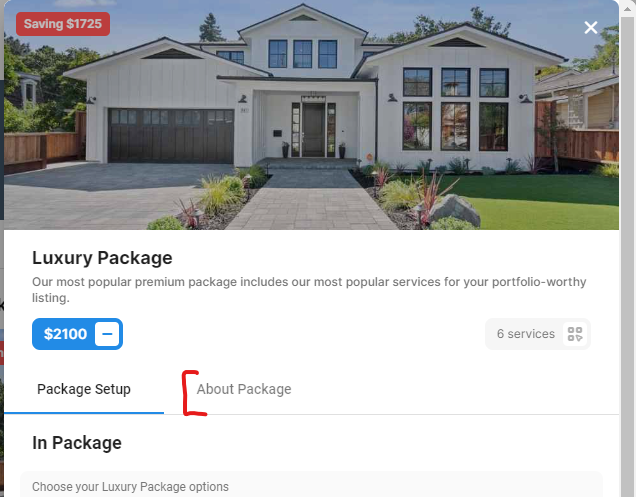 Saving $1725
Luxury Package
Our most popular premium package includes our most popular services for your portfolio-worthy
listing.
$2100
6 services
Package Setup
About Package
In Package
Choose your Luxury Package options